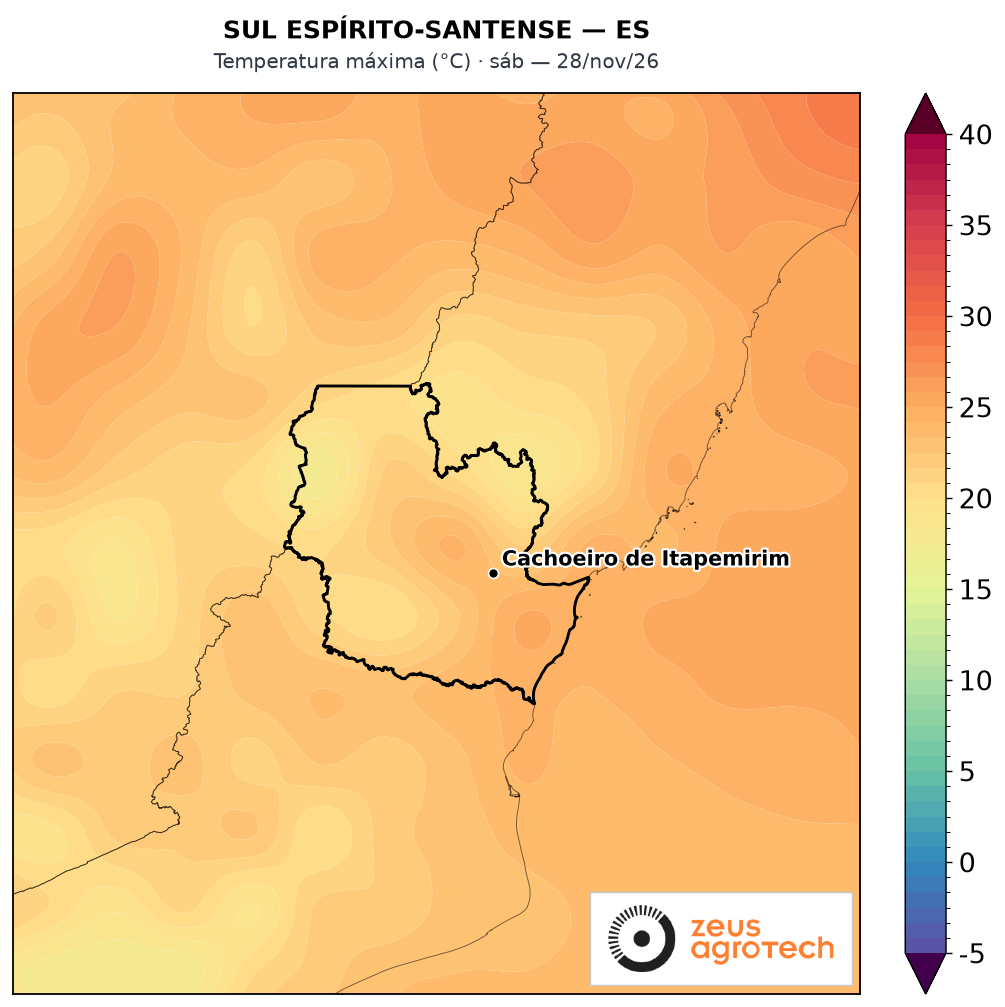 SUL ESPÍRITO-SANTENSE — ES
Temperatura máxima (°C) · sáb — 28/nov/26
40
35
30
25
20
15
10
5
0
-5
Cachoeiro de Itapemirim
zeus
agrotech